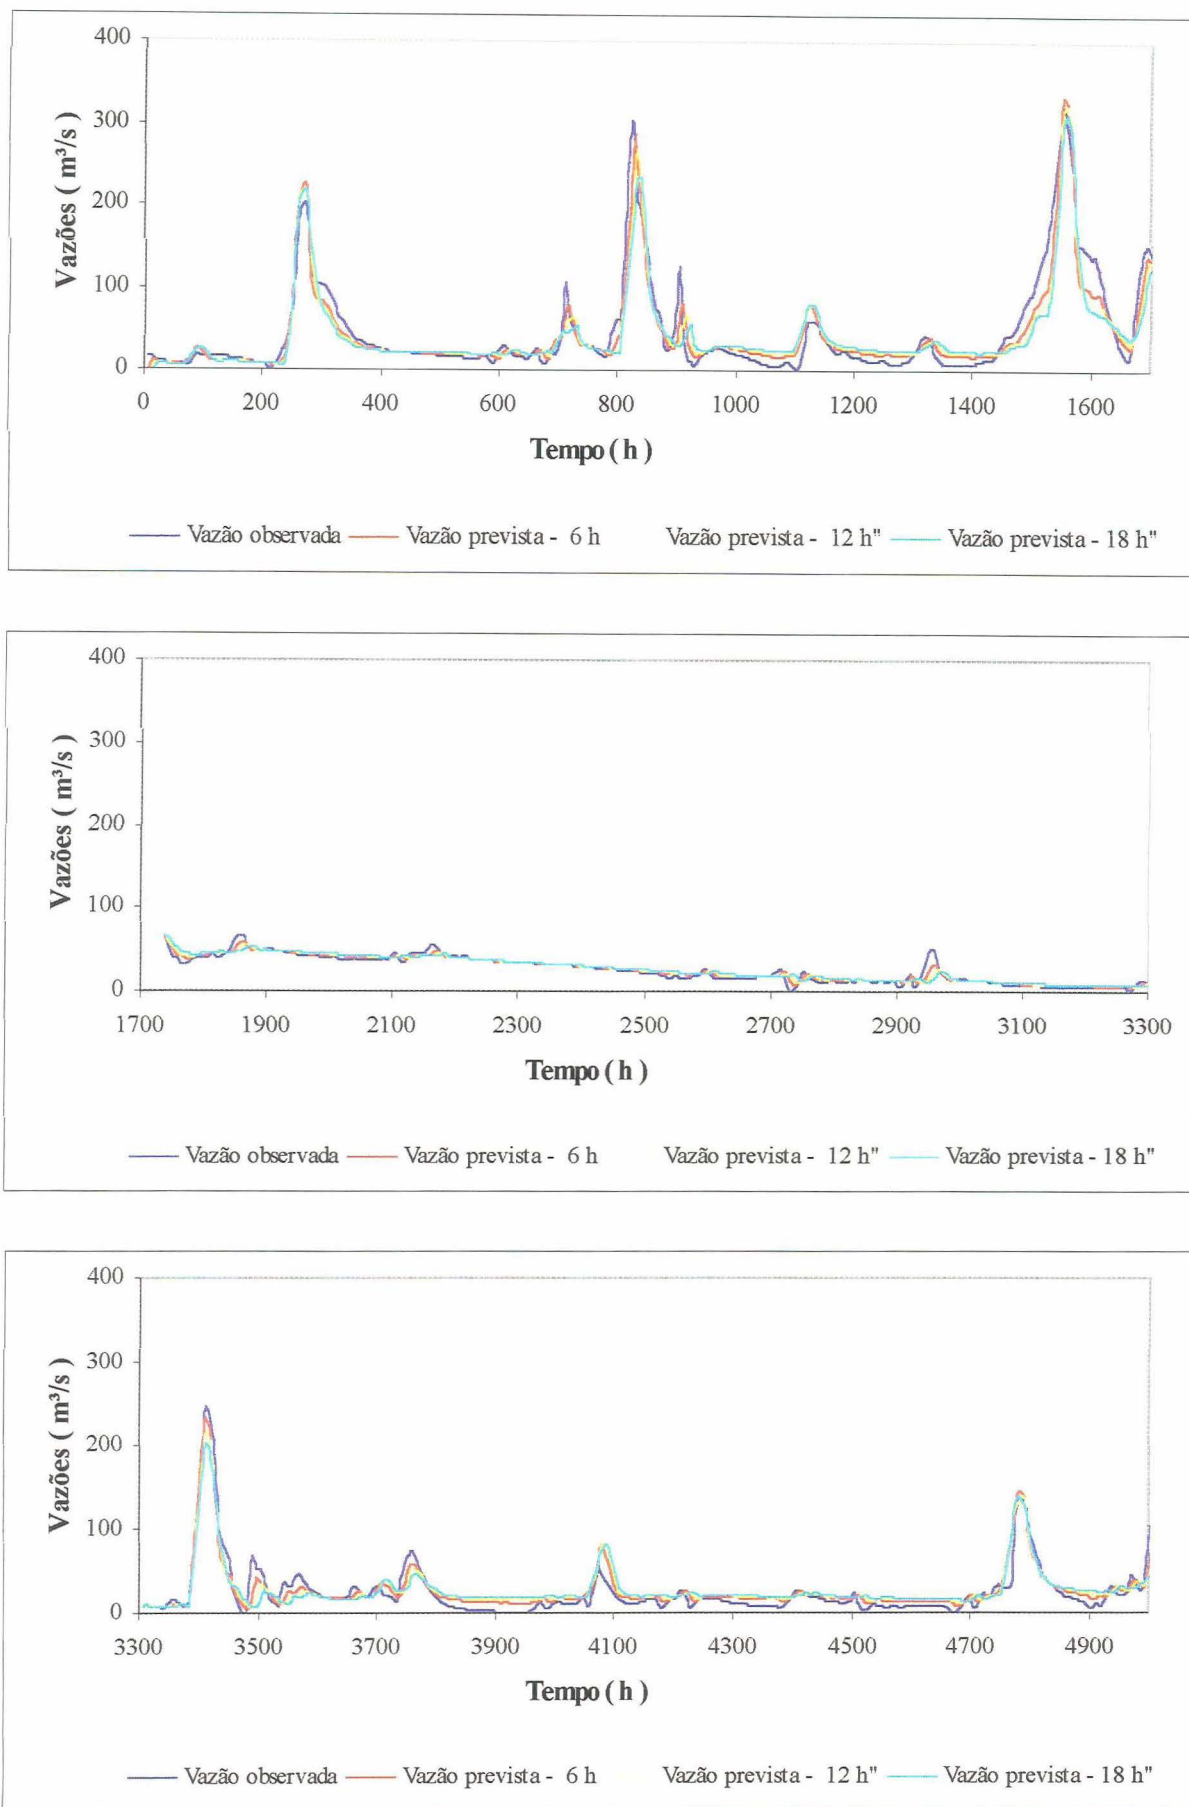 400
300
200
100
0
Vazões ( m³/s )
0 200 400 600 800 1000 1200 1400 1600
Tempo ( h )
Vazão observada Vazão prevista - 6 h Vazão prevista - 12 h" Vazão prevista - 18 h"
400
300
200
100
0
Vazões ( m³/s )
1700 1900 2100 2300 2500 2700 2900 3100 3300
Tempo ( h )
Vazão observada Vazão prevista - 6 h Vazão prevista - 12 h" Vazão prevista - 18 h"
400
300
200
100
0
Vazões ( m³/s )
3300 3500 3700 3900 4100 4300 4500 4700 4900
Tempo ( h )
Vazão observada Vazão prevista - 6 h Vazão prevista - 12 h" Vazão prevista - 18 h"